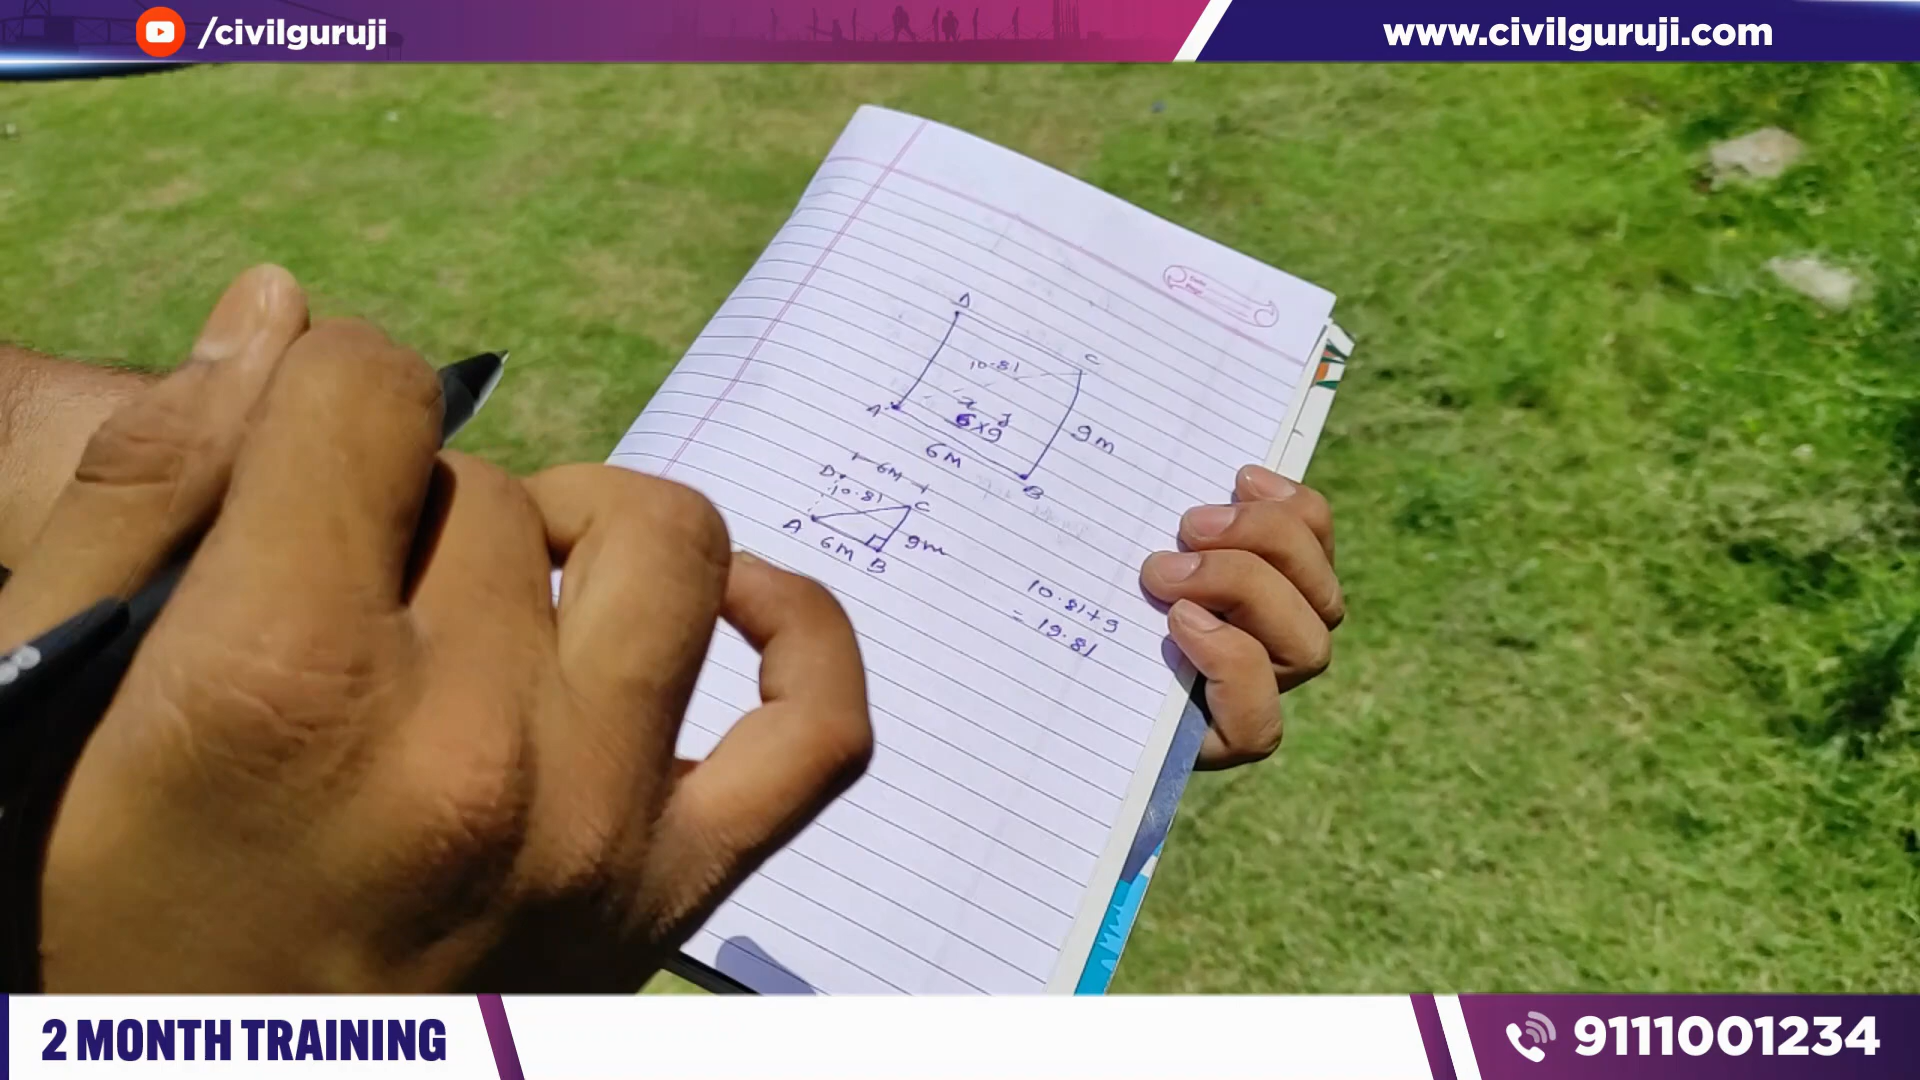 /civilguruji
www.civilguruji.com
D
C
10.81
A
6x9
9m
6M
B
6M
D
10.81
C
A
9m
6M
B
10.81+9
= 19.81
2 MONTH TRAINING
9111001234